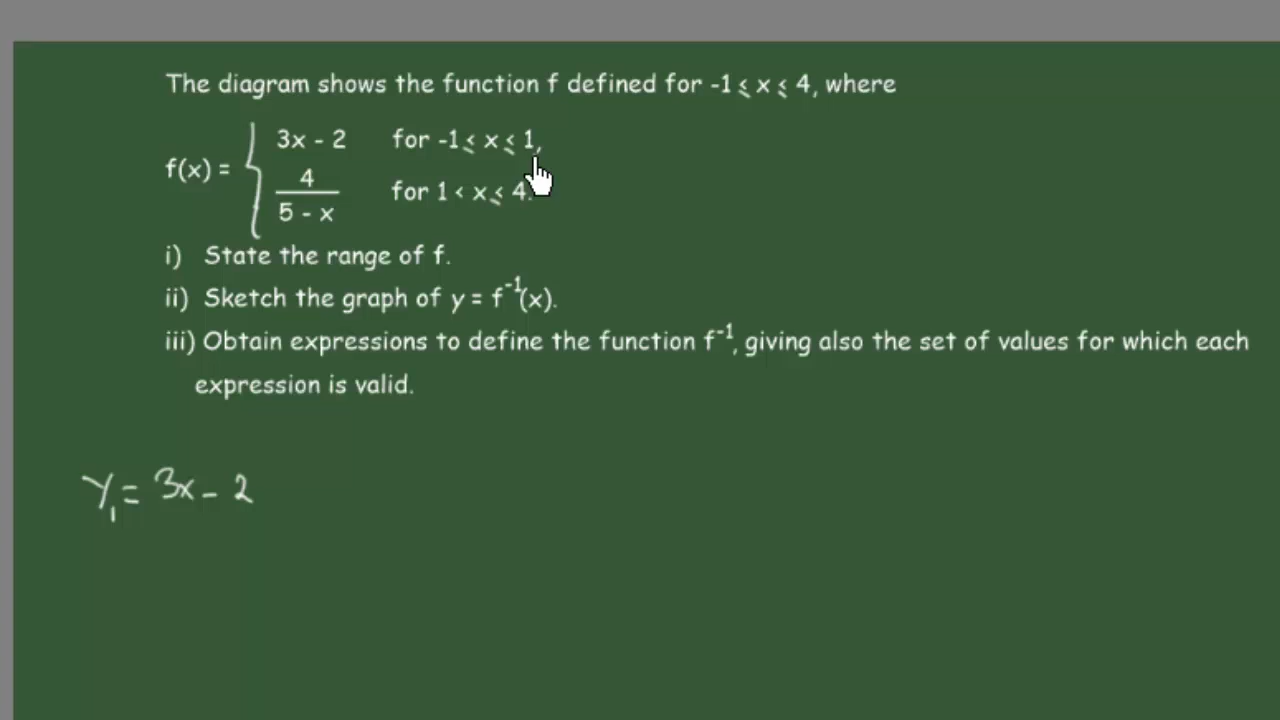 The diagram shows the function f defined for -1 ≤ x ≤ 4, where
f(x) = { 3x - 2 for -1 ≤ x ≤ 1,
4/(5 - x) for 1 < x ≤ 4.
i) State the range of f.
ii) Sketch the graph of y = f⁻¹(x).
iii) Obtain expressions to define the function f⁻¹, giving also the set of values for which each
expression is valid.
y₁ = 3x - 2